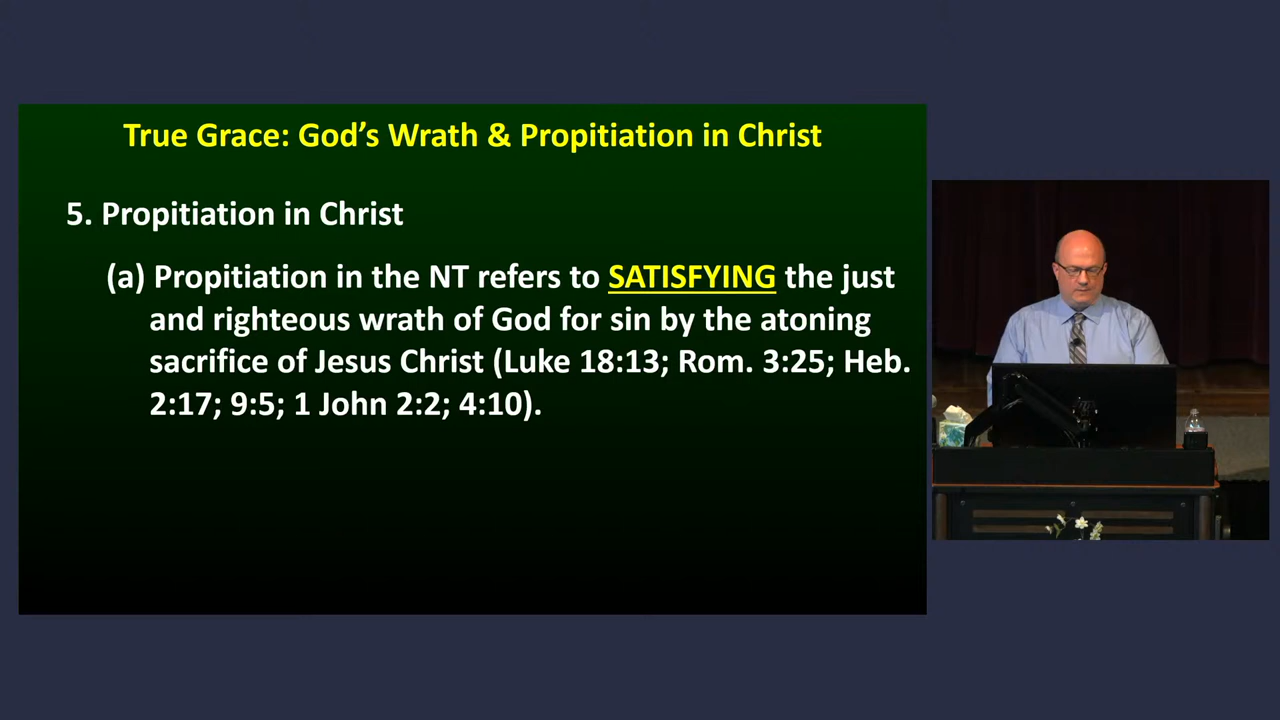 True Grace: God's Wrath & Propitiation in Christ
5. Propitiation in Christ
(a) Propitiation in the NT refers to SATISFYING the just
and righteous wrath of God for sin by the atoning
sacrifice of Jesus Christ (Luke 18:13; Rom. 3:25; Heb.
2:17; 9:5; 1 John 2:2; 4:10).